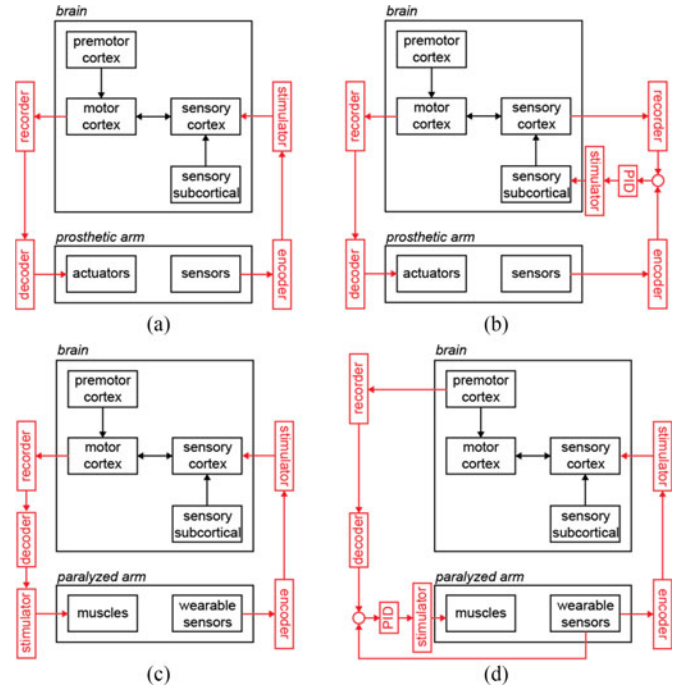 brain
premotor
cortex
recorder
motor
cortex
sensory
cortex
stimulator
sensory
subcortical
prosthetic arm
decoder
actuators
sensors
encoder
(a)
brain
premotor
cortex
recorder
motor
cortex
sensory
cortex
recorder
sensory
subcortical
stimulator
PID
prosthetic arm
decoder
actuators
sensors
encoder
(b)
brain
premotor
cortex
recorder
motor
cortex
sensory
cortex
stimulator
decoder
sensory
subcortical
paralyzed arm
stimulator
muscles
wearable
sensors
encoder
(c)
brain
recorder
premotor
cortex
motor
cortex
sensory
cortex
stimulator
decoder
sensory
subcortical
paralyzed arm
PID
stimulator
muscles
wearable
sensors
encoder
(d)